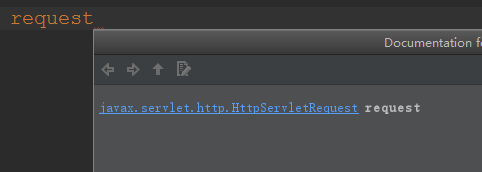 request
Documentation fo
javax.servlet.http.HttpServletRequest request